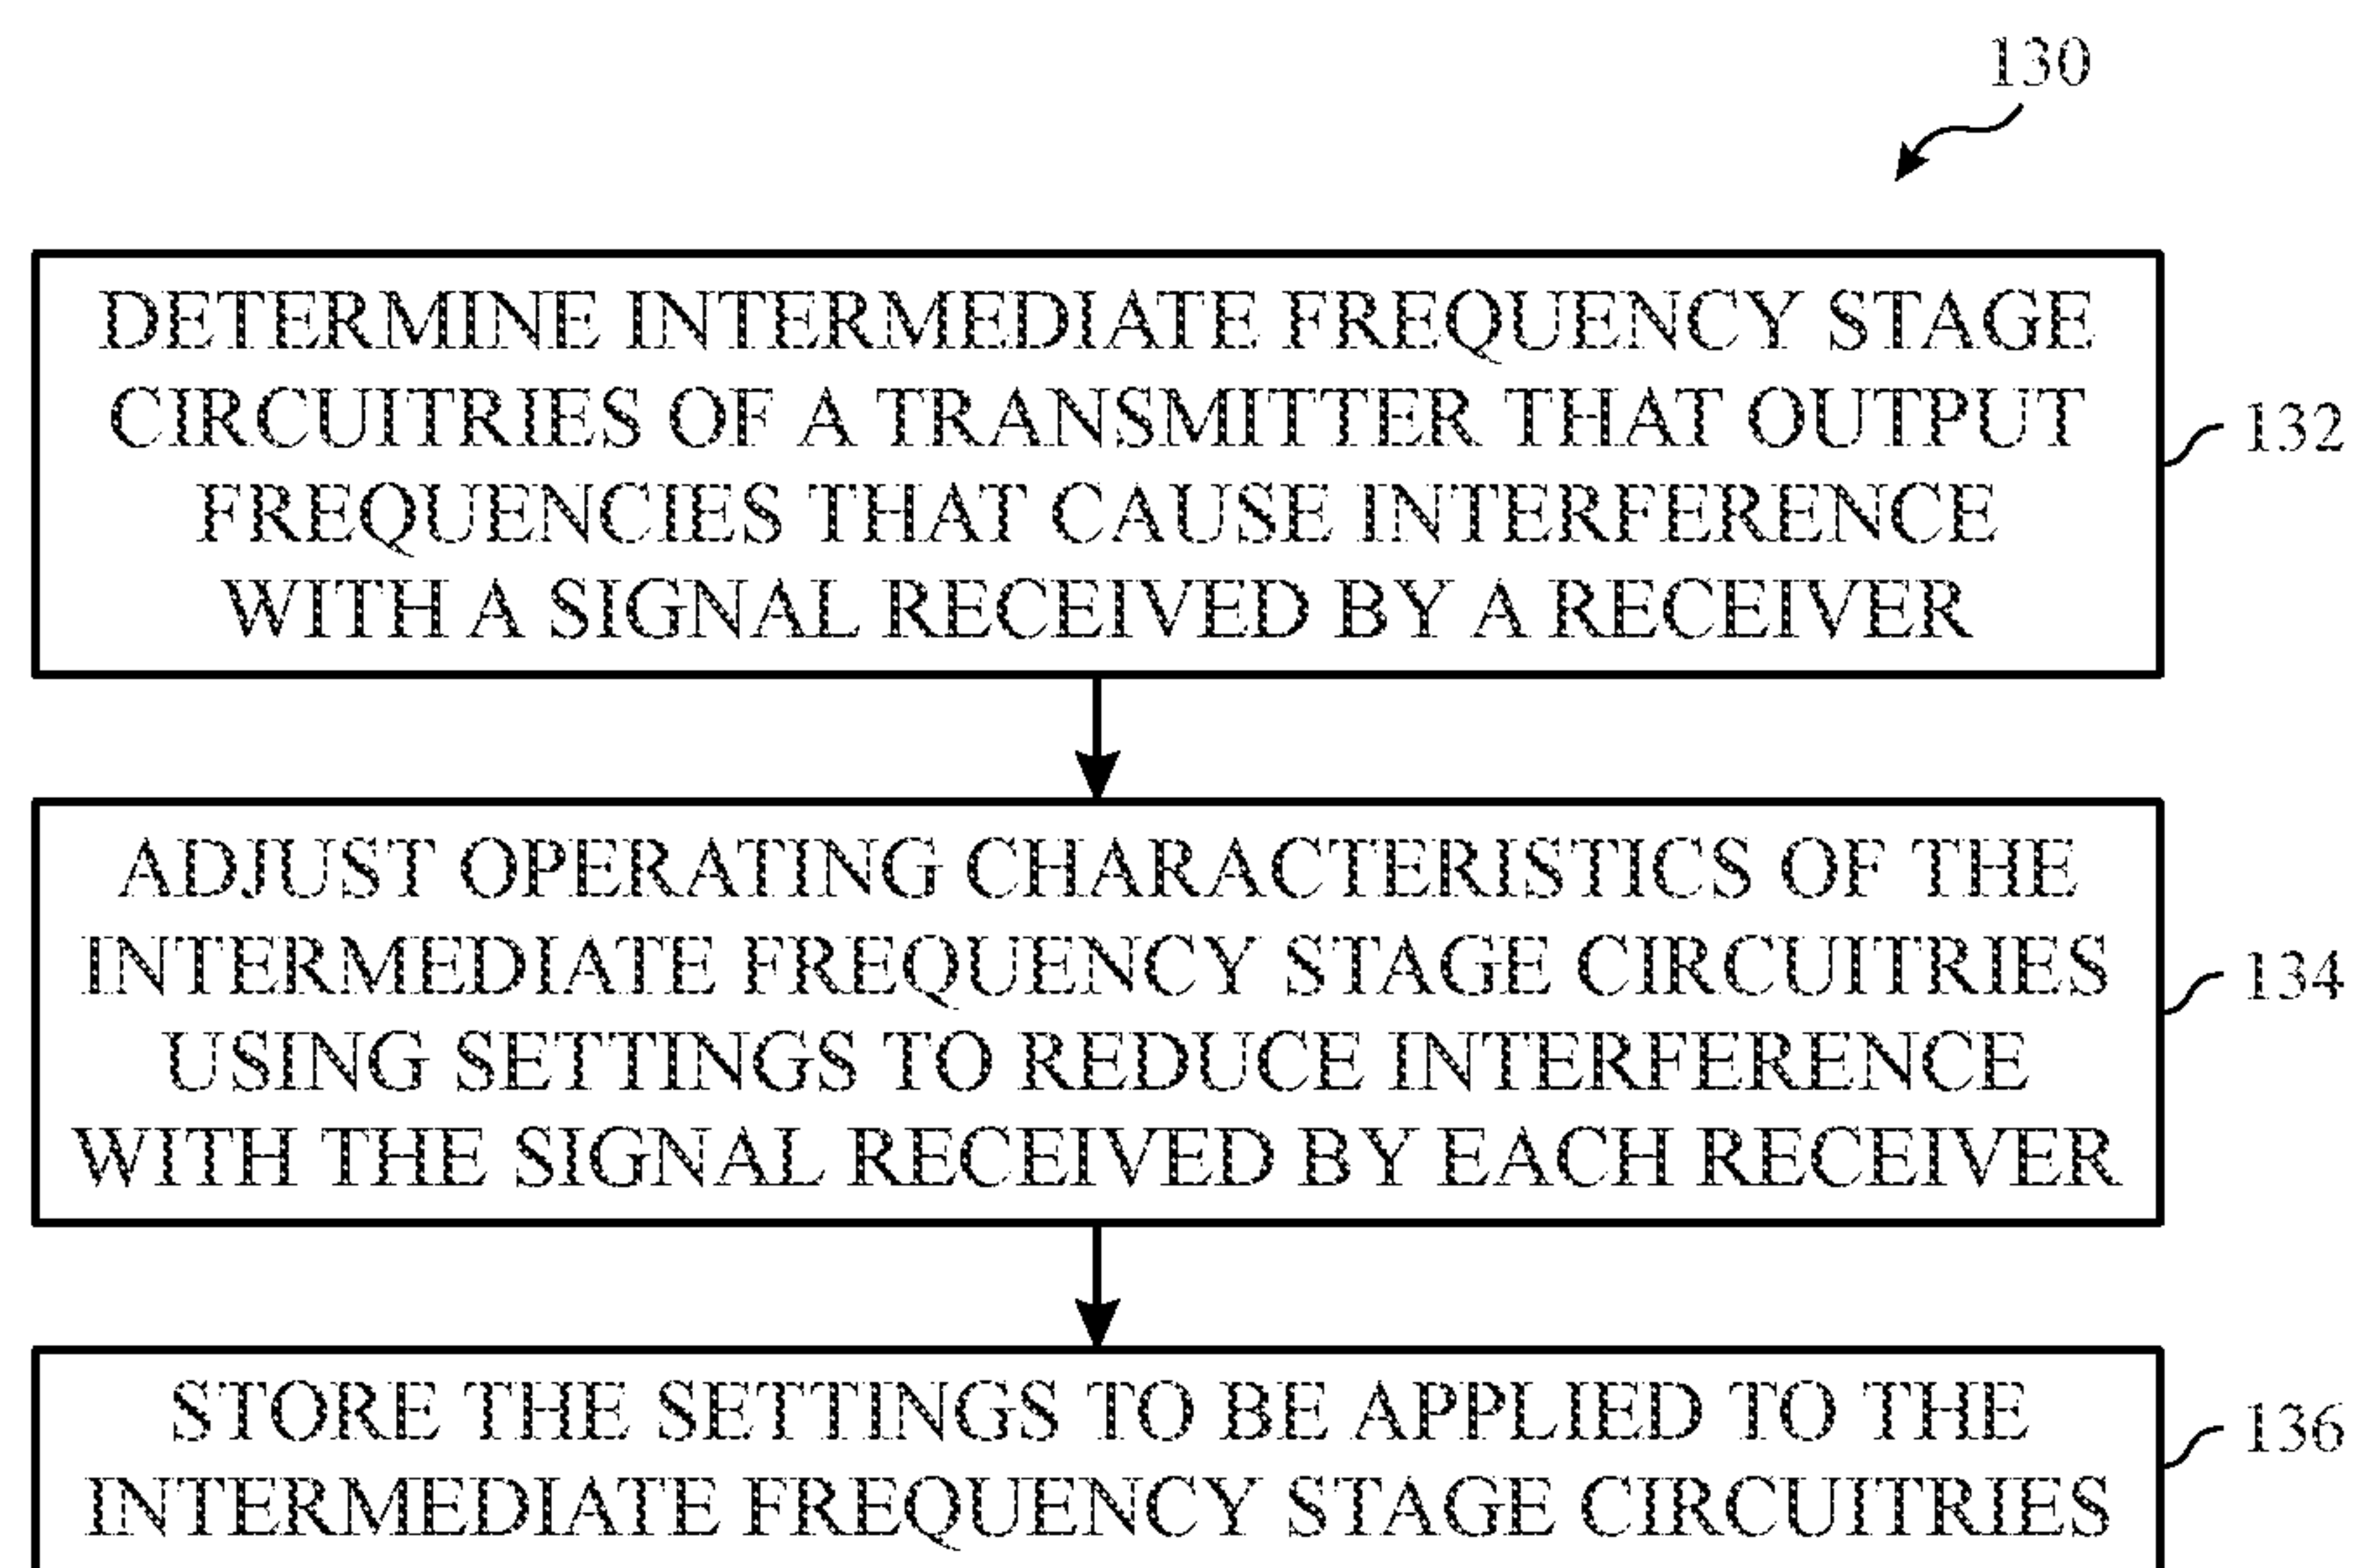 130
DETERMINE INTERMEDIATE FREQUENCY STAGE
CIRCUITRIES OF A TRANSMITTER THAT OUTPUT
FREQUENCIES THAT CAUSE INTERFERENCE
WITH A SIGNAL RECEIVED BY A RECEIVER
132
ADJUST OPERATING CHARACTERISTICS OF THE
INTERMEDIATE FREQUENCY STAGE CIRCUITRIES
USING SETTINGS TO REDUCE INTERFERENCE
WITH THE SIGNAL RECEIVED BY EACH RECEIVER
134
STORE THE SETTINGS TO BE APPLIED TO THE
INTERMEDIATE FREQUENCY STAGE CIRCUITRIES
136